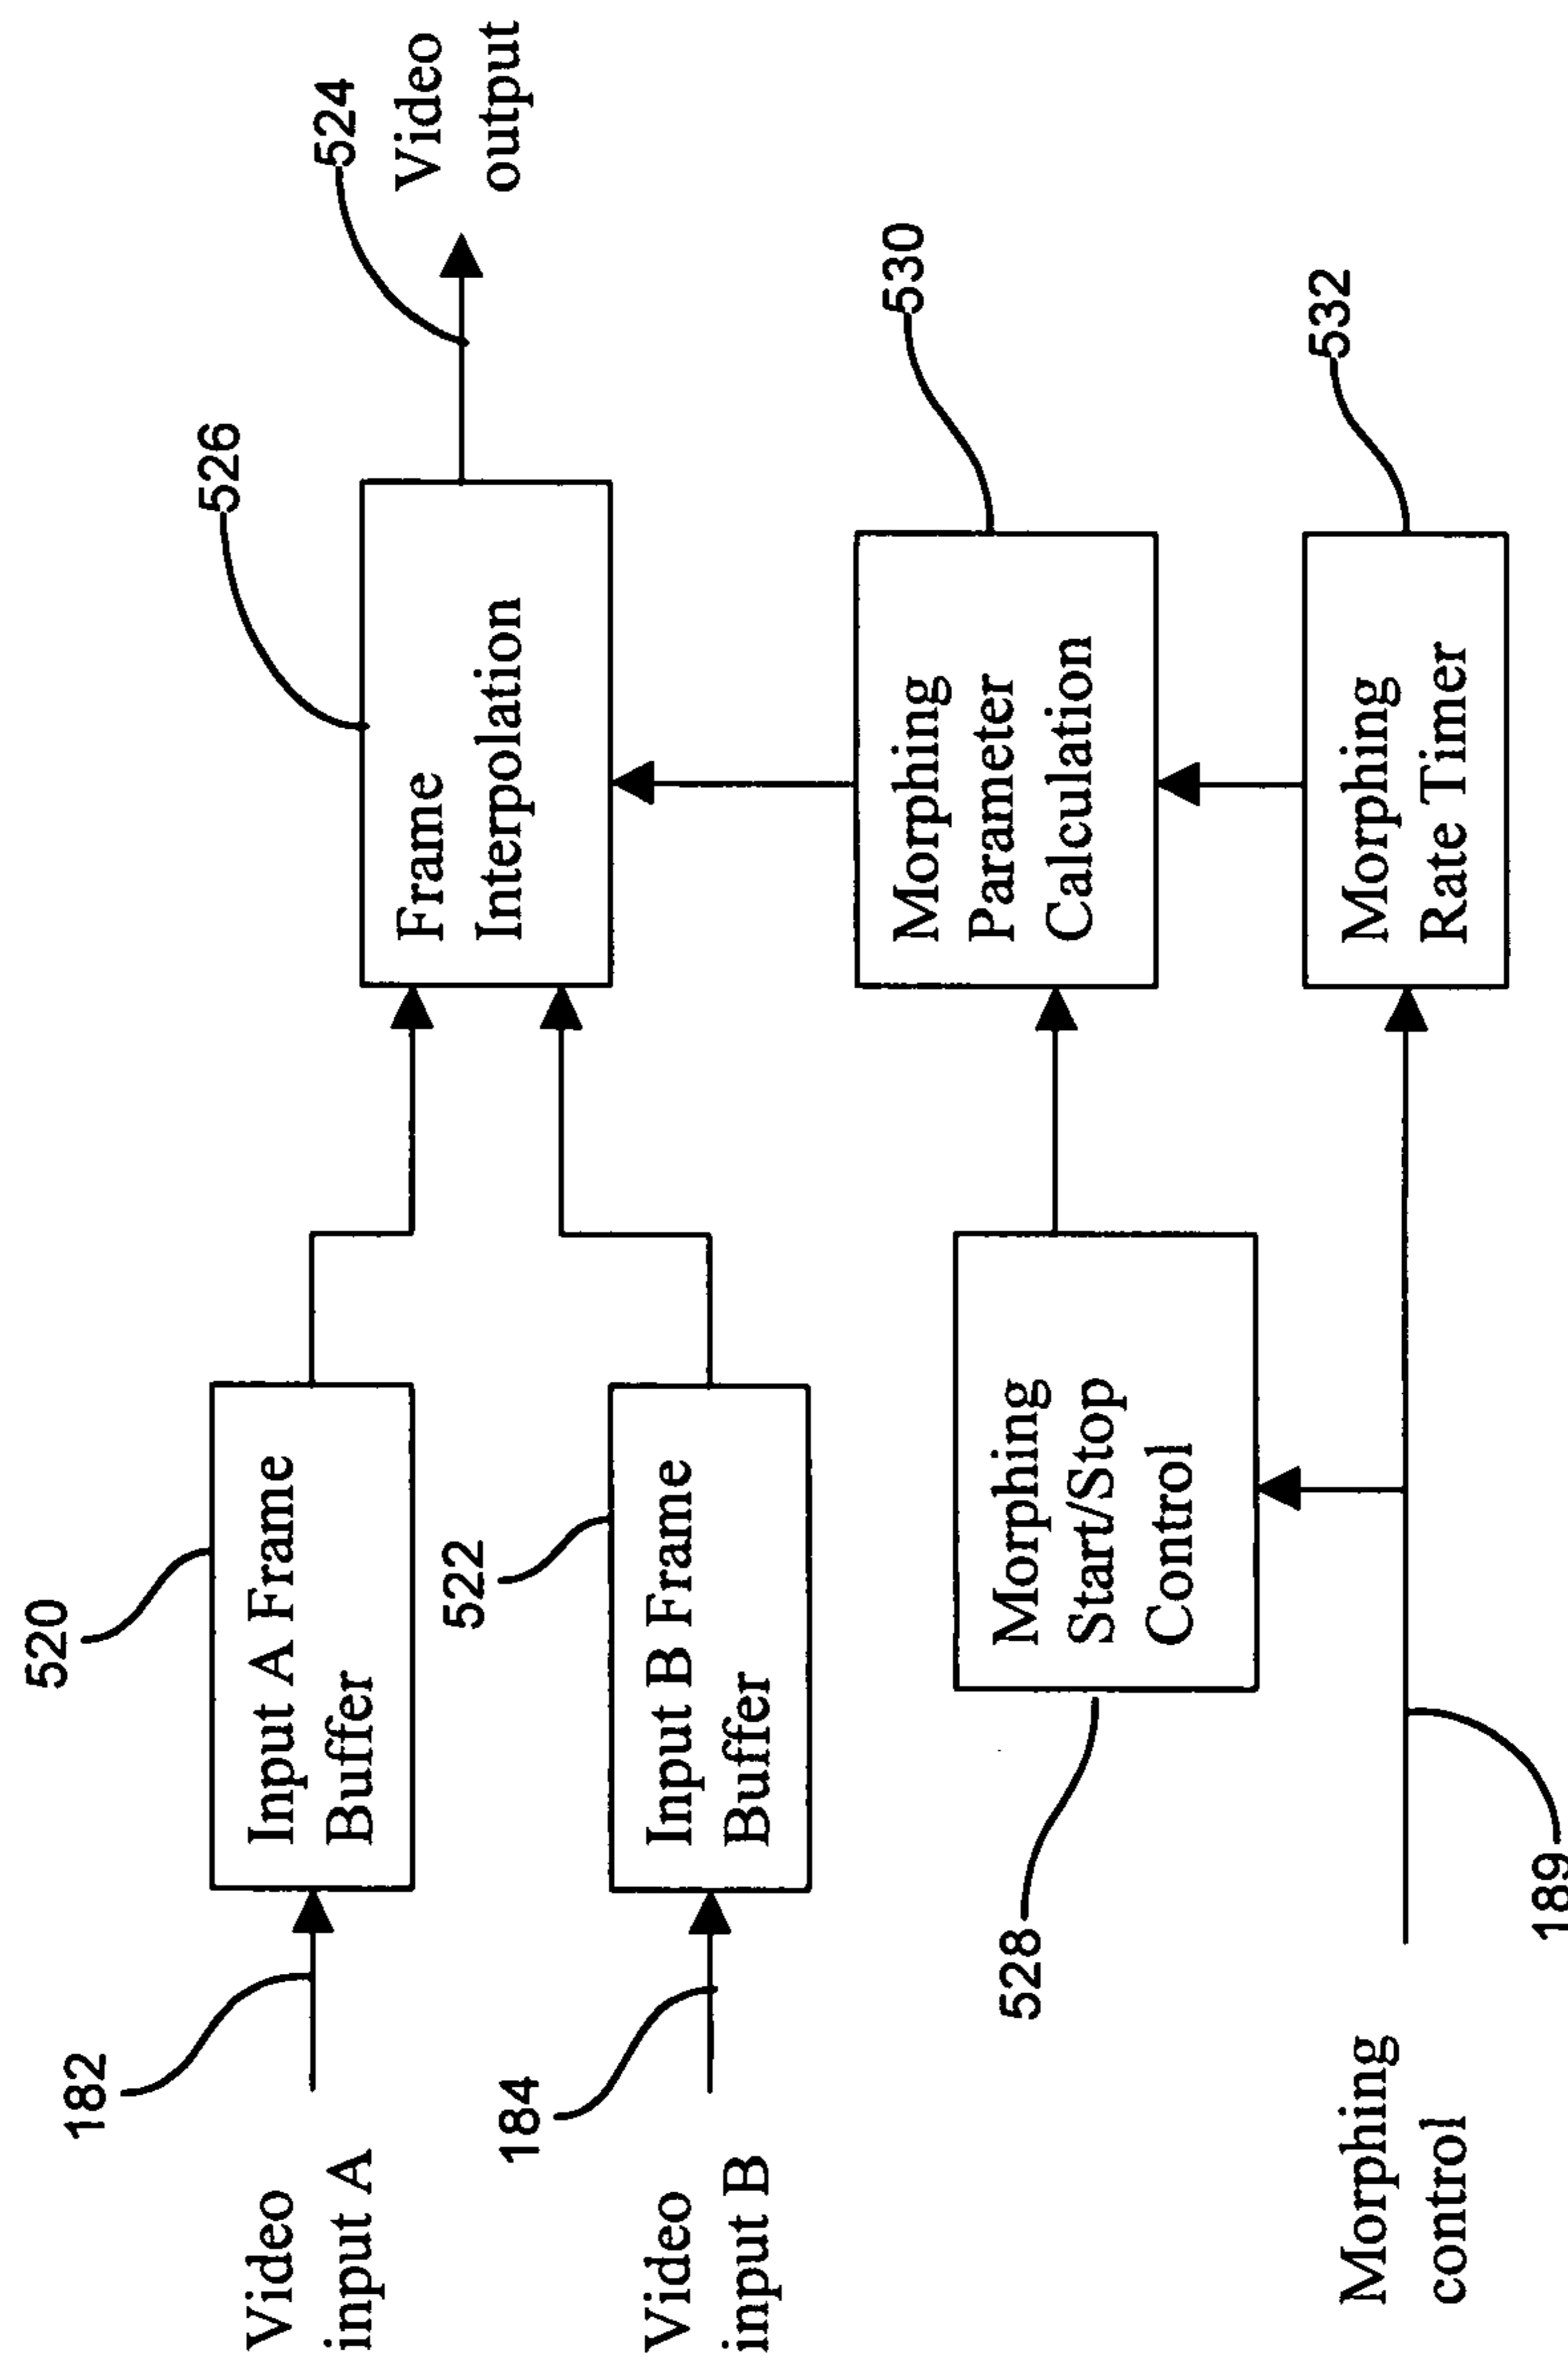 520
182
Video
input A
Input A Frame
Buffer
526
Frame
Interpolation
524
Video
output
522
184
Video
input B
Input B Frame
Buffer
530
Morphing
Parameter
Calculation
528
Morphing
Start/Stop
Control
532
Morphing
Rate Timer
Morphing
control
189